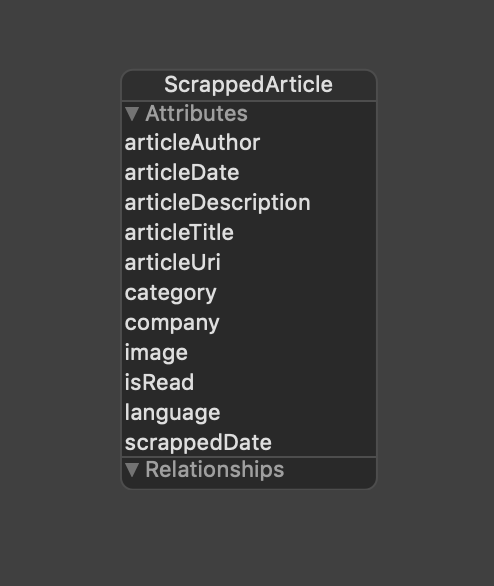 ScrappedArticle
Attributes
articleAuthor
articleDate
articleDescription
articleTitle
articleUri
category
company
image
isRead
language
scrappedDate
Relationships